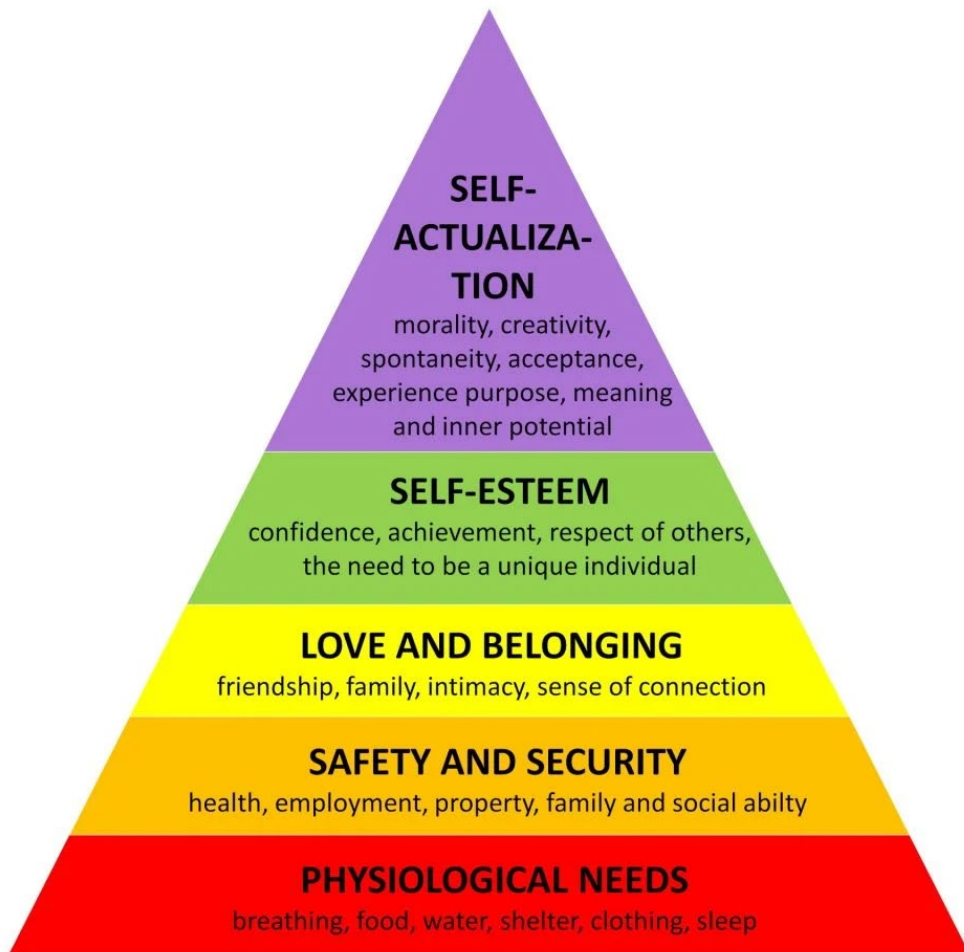 SELF-
ACTUALIZA-
TION
morality, creativity,
spontaneity, acceptance,
experience purpose, meaning
and inner potential
SELF-ESTEEM
confidence, achievement, respect of others,
the need to be a unique individual
LOVE AND BELONGING
friendship, family, intimacy, sense of connection
SAFETY AND SECURITY
health, employment, property, family and social abilty
PHYSIOLOGICAL NEEDS
breathing, food, water, shelter, clothing, sleep